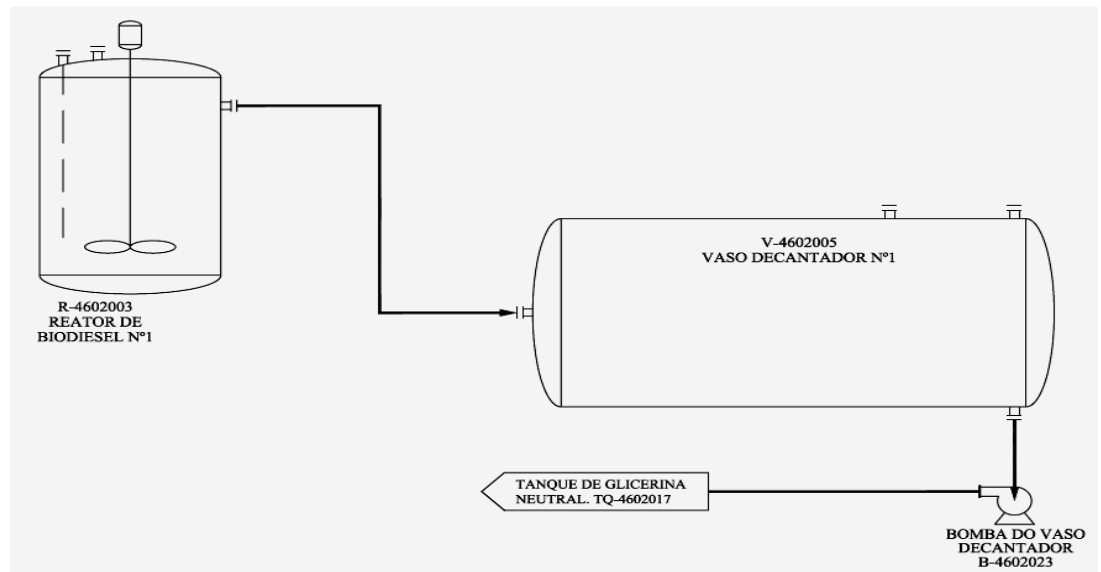 R-4602003
REATOR DE
BIODIESEL Nº1
V-4602005
VASO DECANTADOR Nº1
TANQUE DE GLICERINA
NEUTRAL. TQ-4602017
BOMBA DO VASO
DECANTADOR
B-4602023